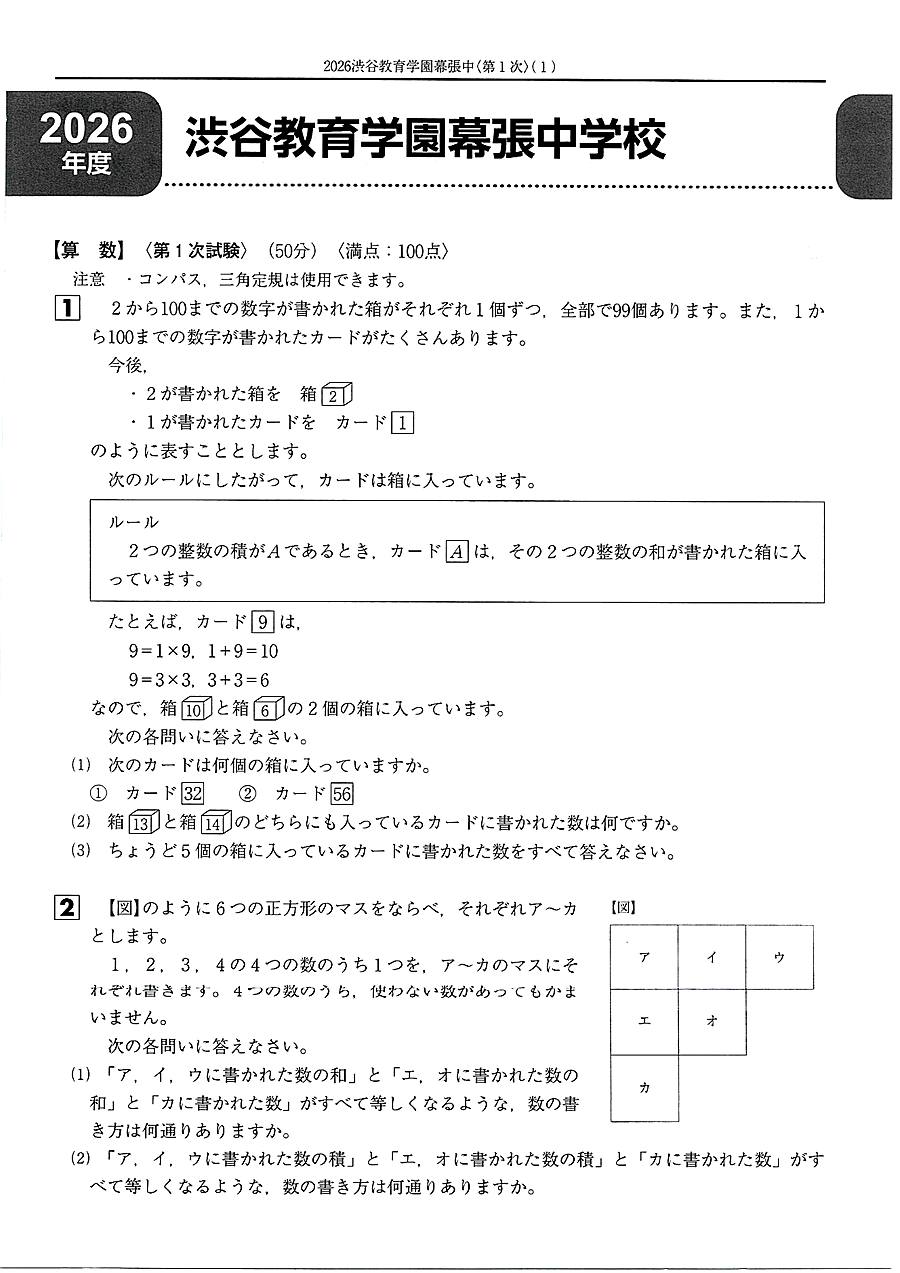 2026渋谷教育学園幕張中〈第1次〉(1)
2026
年度
渋谷教育学園幕張中学校
【算 数】〈第1次試験〉(50分)〈満点:100点〉
注意 ・コンパス，三角定規は使用できます。
1 2から100までの数字が書かれた箱がそれぞれ1個ずつ，全部で99個あります。また，1か
ら100までの数字が書かれたカードがたくさんあります。
今後，
・2が書かれた箱を 箱2
・1が書かれたカードを カード1
のように表すこととします。
次のルールにしたがって，カードは箱に入っています。
ルール
2つの整数の積がAであるとき，カードAは，その2つの整数の和が書かれた箱に入
っています。
たとえば，カード9は，
9=1×9，1+9=10
9=3×3，3+3=6
なので，箱10と箱6の2個の箱に入っています。
次の各問いに答えなさい。
(1) 次のカードは何個の箱に入っていますか。
① カード32 ② カード56
(2) 箱13と箱14のどちらにも入っているカードに書かれた数は何ですか。
(3) ちょうど5個の箱に入っているカードに書かれた数をすべて答えなさい。
2 【図】のように6つの正方形のマスをならべ，それぞれア〜カ
とします。
1，2，3，4の4つの数のうち1つを，ア〜カのマスにそ
れぞれ書きます。4つの数のうち，使わない数があってもかま
いません。
次の各問いに答えなさい。
(1) 「ア，イ，ウに書かれた数の和」と「エ，オに書かれた数の
和」と「カに書かれた数」がすべて等しくなるような，数の書
き方は何通りありますか。
(2) 「ア，イ，ウに書かれた数の積」と「エ，オに書かれた数の積」と「カに書かれた数」がす
べて等しくなるような，数の書き方は何通りありますか。
【図】
ア イ ウ
エ オ
カ